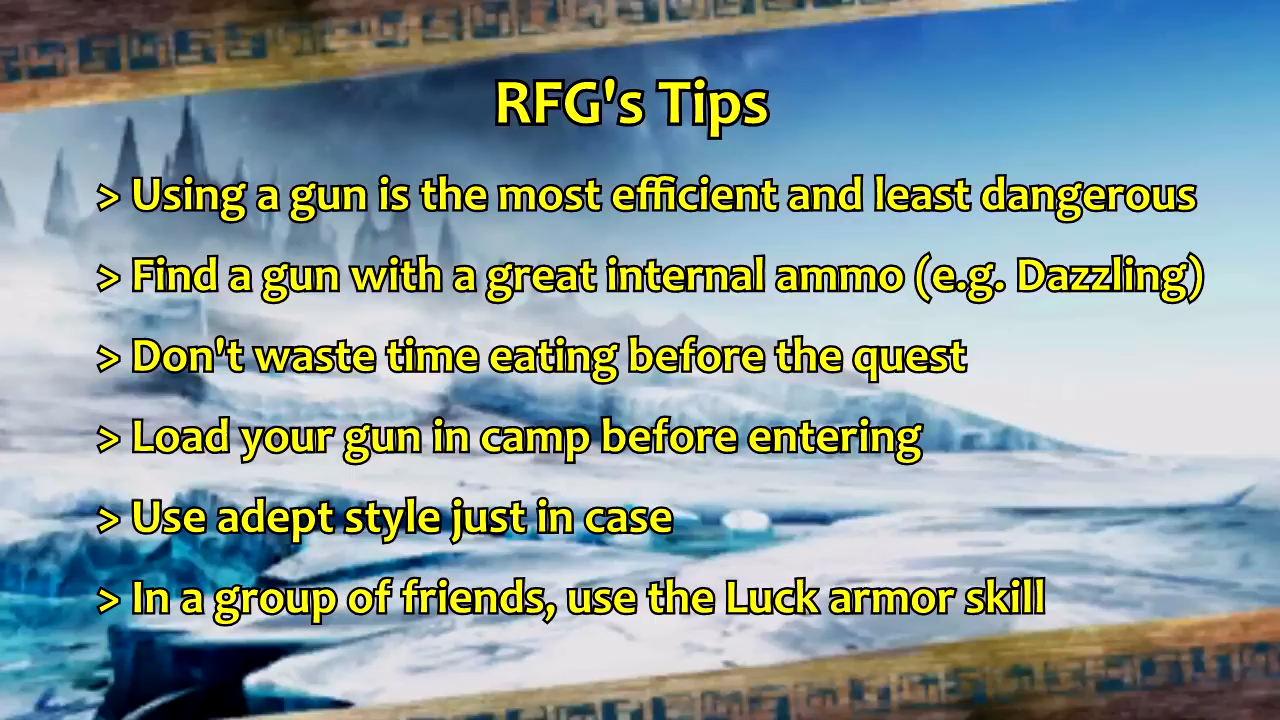 RFG's Tips
> Using a gun is the most efficient and least dangerous
> Find a gun with a great internal ammo (e.g. Dazzling)
> Don't waste time eating before the quest
> Load your gun in camp before entering
> Use adept style just in case
> In a group of friends, use the Luck armor skill